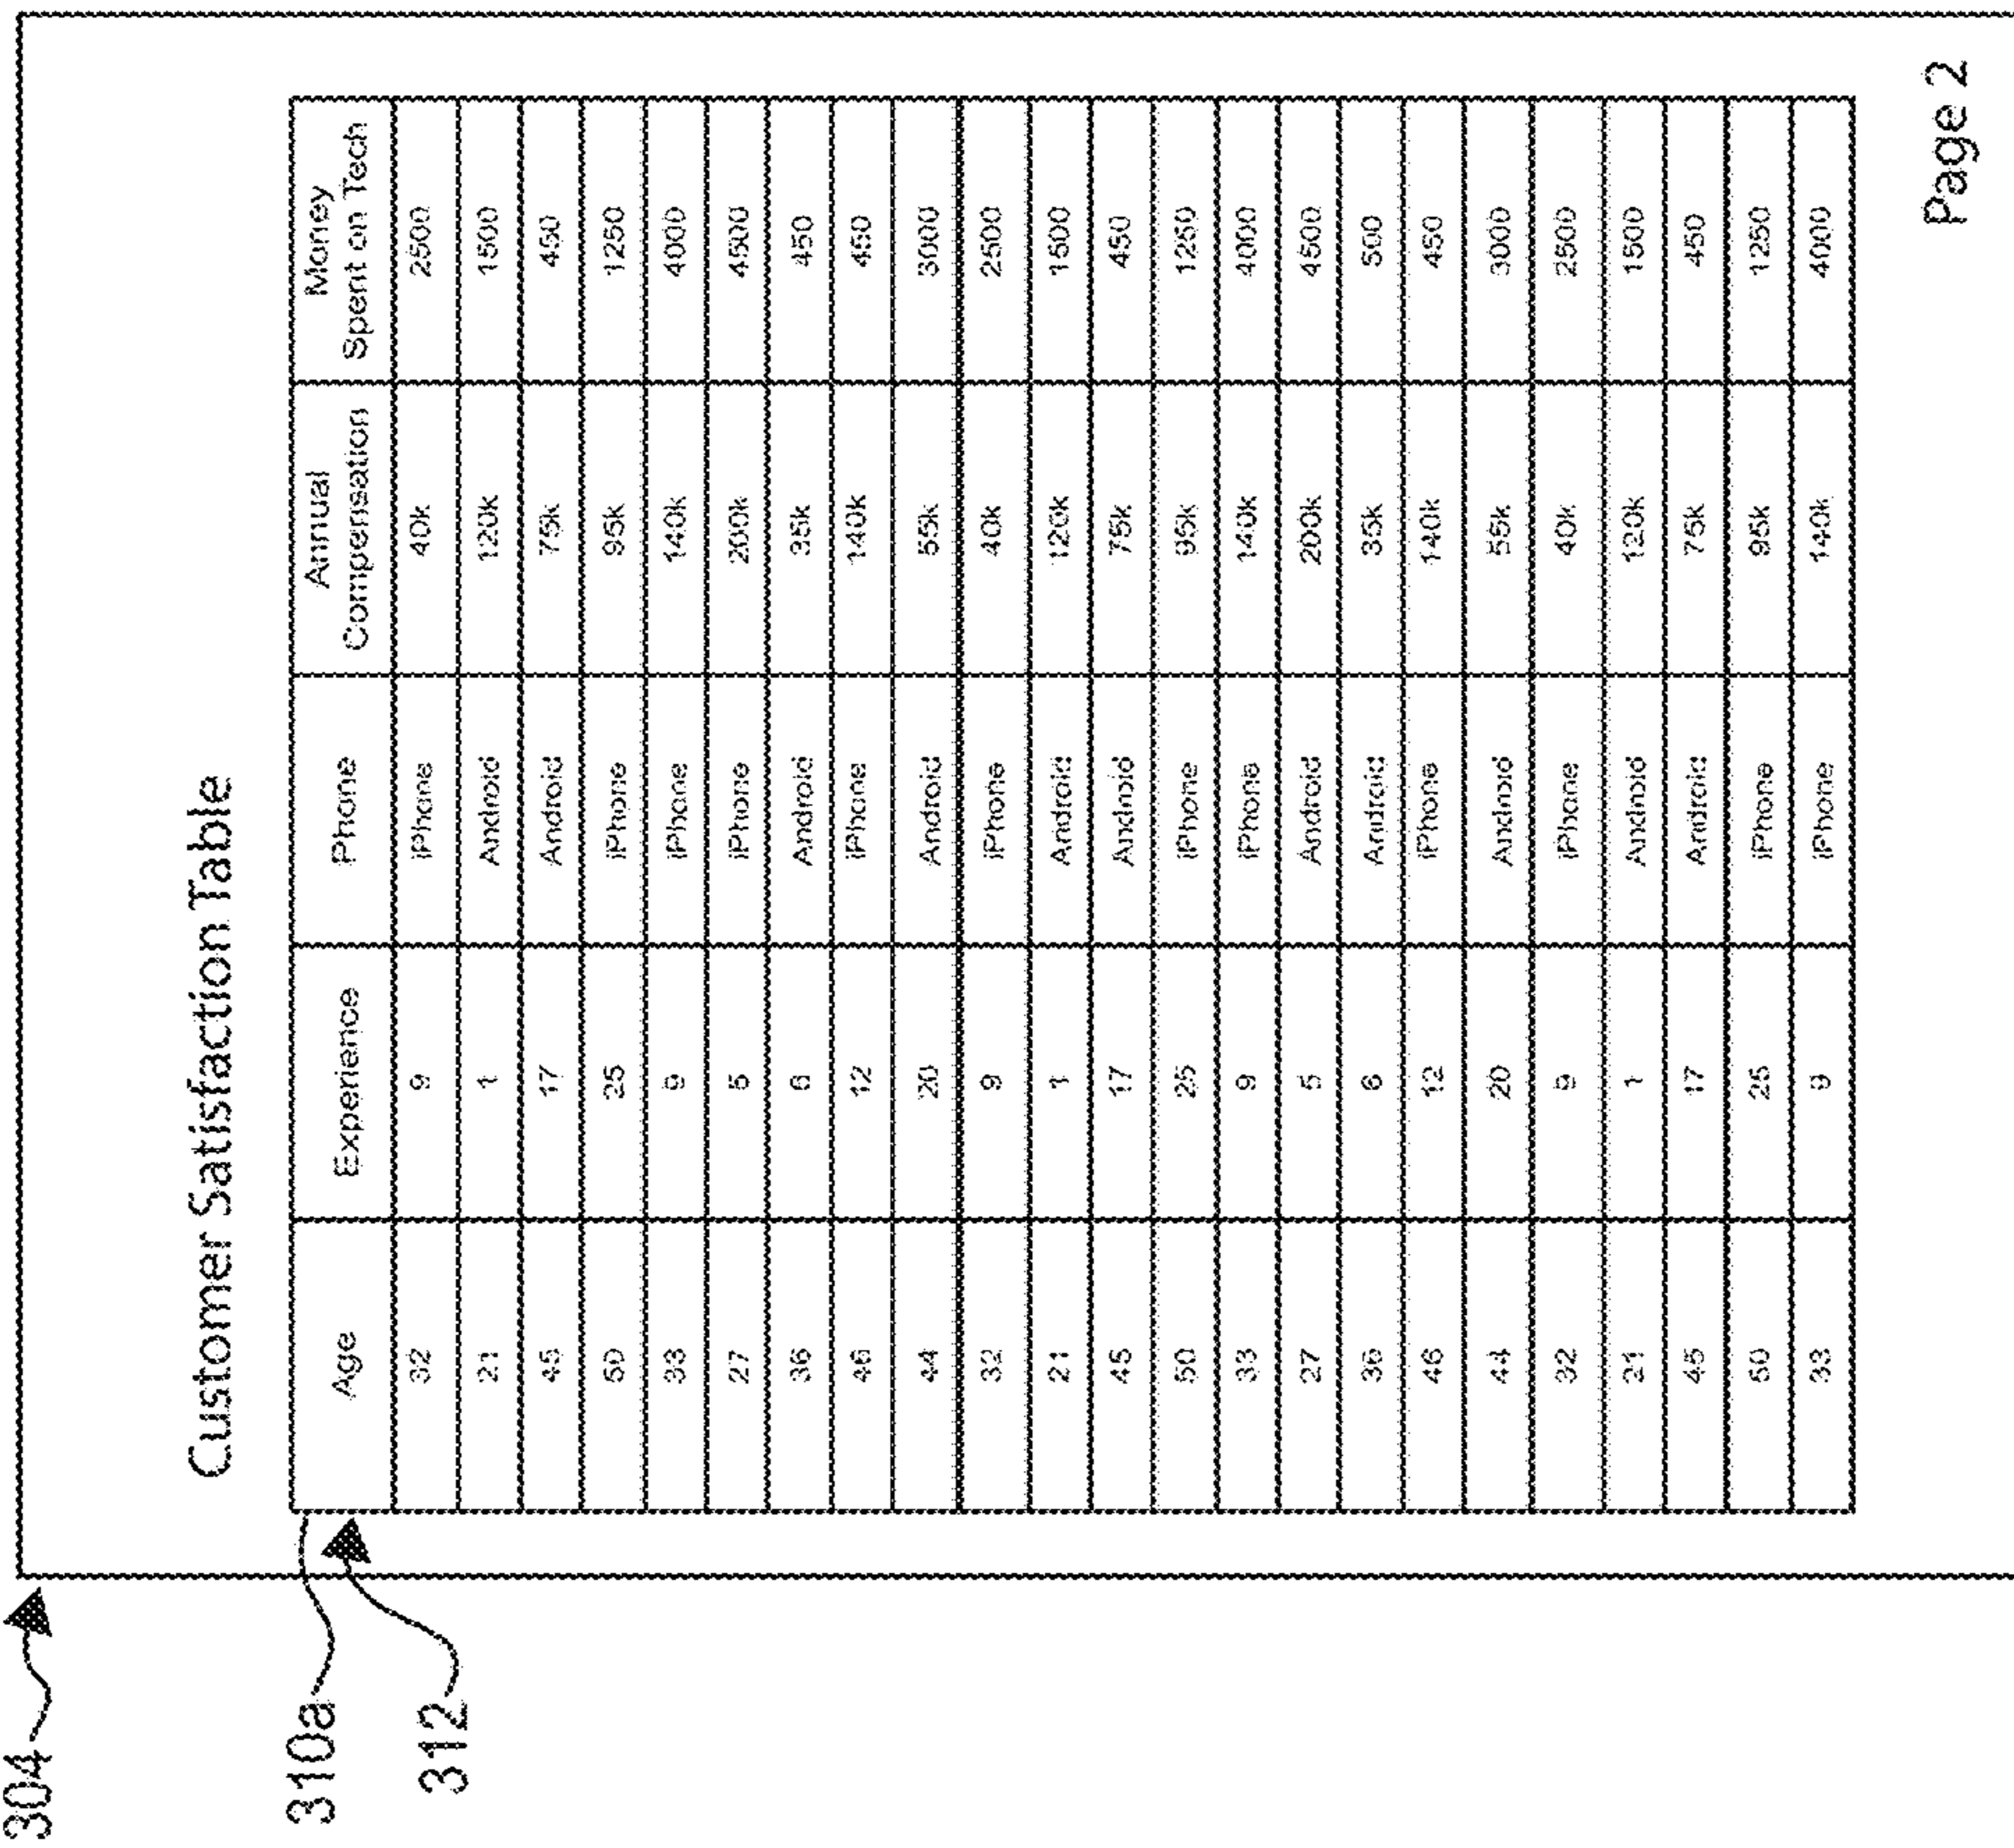 304
Customer Satisfaction Table
310a
312
Age Experience Phone Annual Compensation Money Spent on Tech
32 9 iPhone 40k 2500
21 1 Android 120k 1500
45 17 Android 75k 450
50 25 iPhone 95k 1250
33 9 iPhone 140k 4000
27 5 iPhone 200k 4500
36 6 Android 35k 450
46 12 iPhone 140k 450
44 20 Android 55k 3000
32 9 iPhone 40k 2500
21 1 Android 120k 1500
45 17 Android 75k 450
50 25 iPhone 95k 1250
33 9 iPhone 140k 4000
27 5 Android 200k 4500
36 6 Android 35k 500
46 12 iPhone 140k 450
44 20 Android 55k 3000
32 9 iPhone 40k 2500
21 1 Android 120k 1500
45 17 Android 75k 450
50 25 iPhone 95k 1250
33 9 iPhone 140k 4000
Page 2